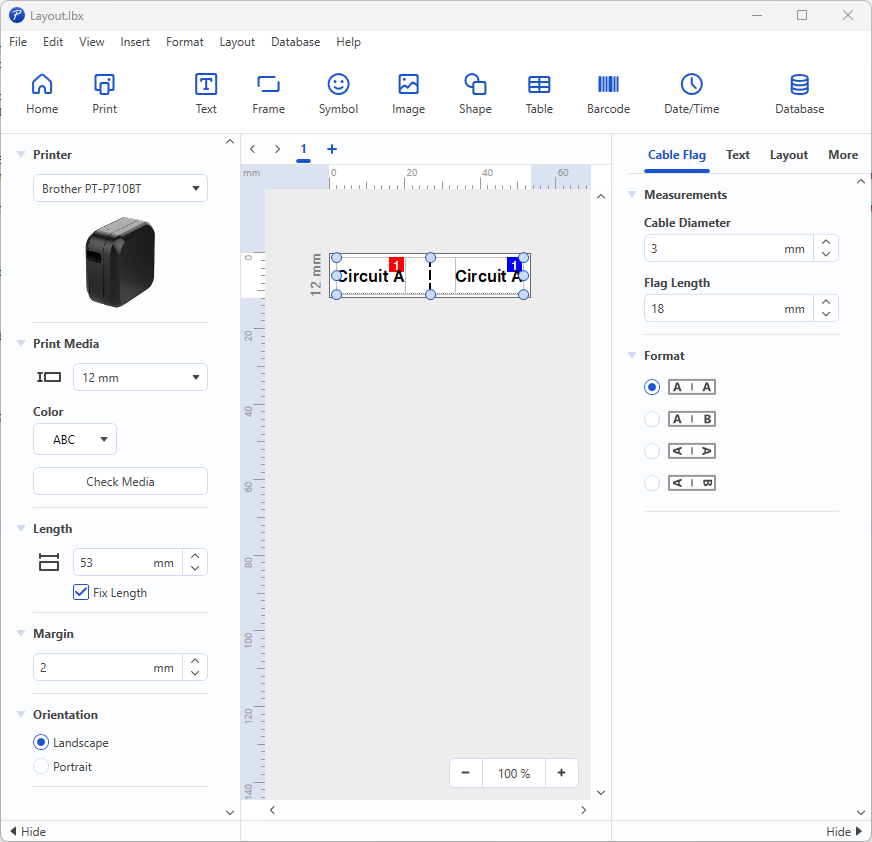 Layout.lbx
File Edit View Insert Format Layout Database Help
Home Print Text Frame Symbol Image Shape Table Barcode Date/Time Database
Printer
Brother PT-P710BT
Print Media
12 mm
Color
ABC
Check Media
Length
53 mm
Fix Length
Margin
2 mm
Orientation
Landscape
Portrait
Hide
1
mm 0 20 40 60
0
20
40
60
80
100
120
140
12 mm
1 1
Circuit A Circuit A
100 %
Cable Flag Text Layout More
Measurements
Cable Diameter
3 mm
Flag Length
18 mm
Format
A A
A B
A A
A B
Hide